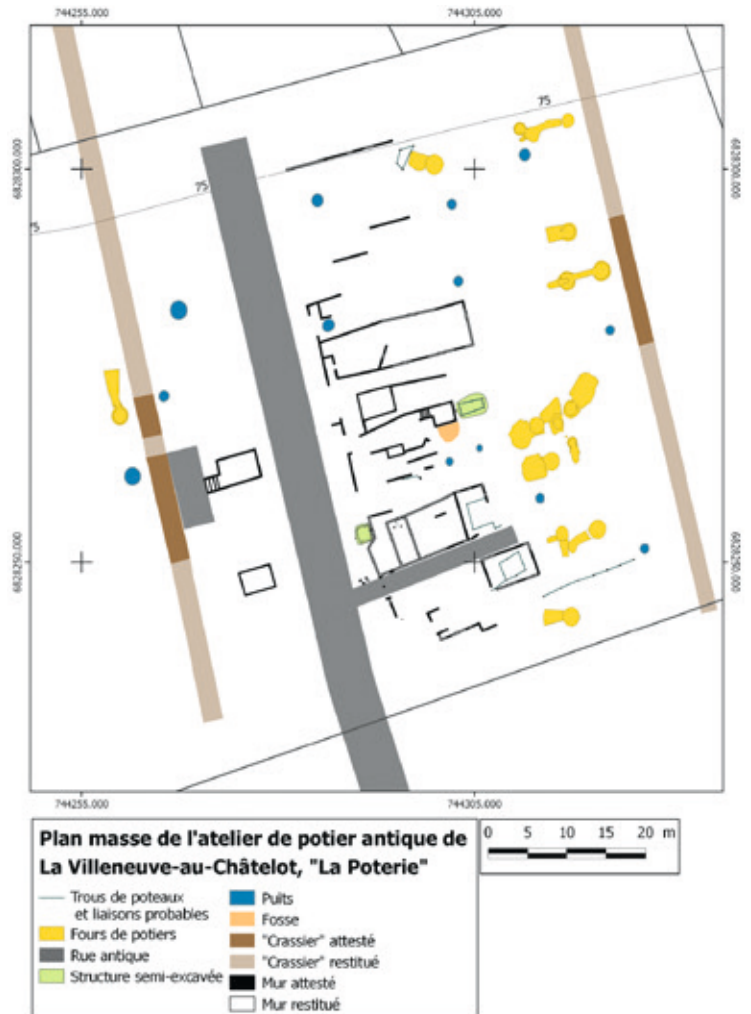 744255.000
744305.000
75
6828300.000
6828300.000
75
75
6828250.000
6828250.000
744255.000
744305.000
Plan masse de l'atelier de potier antique de
La Villeneuve-au-Châtelot, "La Poterie"
0 5 10 15 20 m
Trous de poteaux
et liaisons probables
Fours de potiers
Rue antique
Structure semi-excavée
Puits
Fosse
"Crassier" attesté
"Crassier" restitué
Mur attesté
Mur restitué